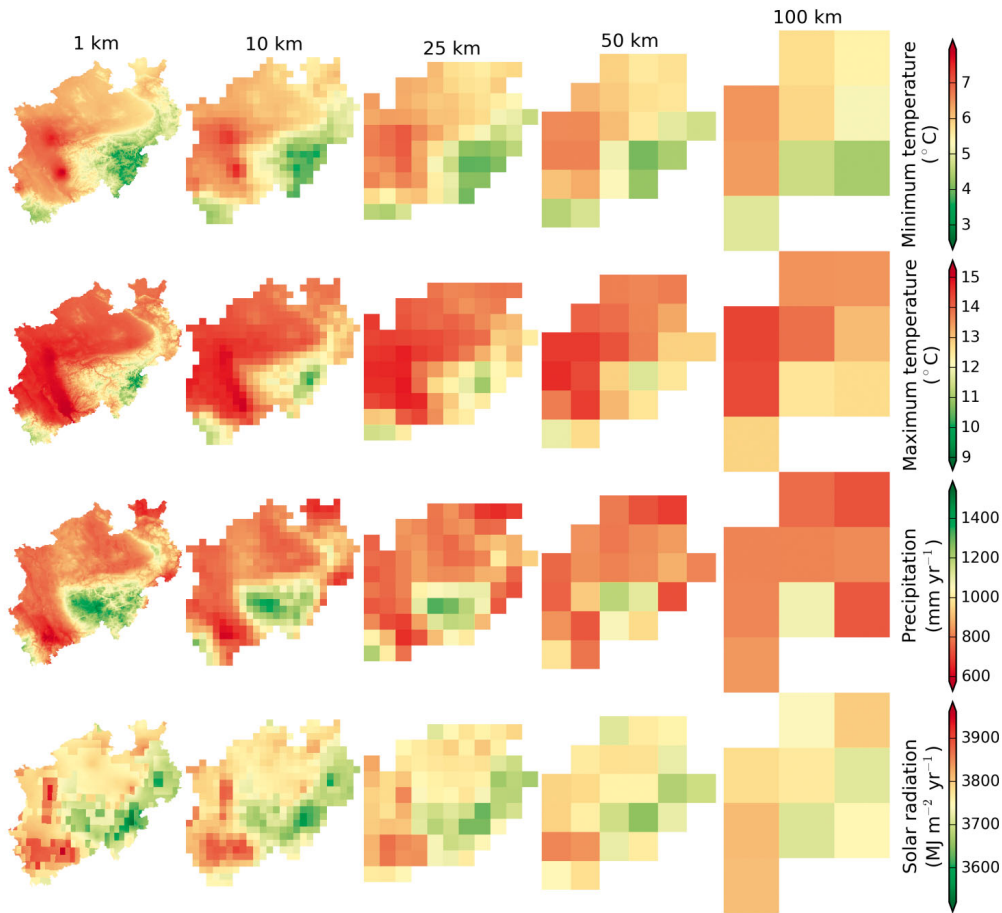 1 km
10 km
25 km
50 km
100 km
Minimum temperature
(°C)
7
6
5
4
3
Maximum temperature
(°C)
15
14
13
12
11
10
9
Precipitation
(mm yr⁻¹)
1400
1200
1000
800
600
Solar radiation
(MJ m⁻² yr⁻¹)
3900
3800
3700
3600